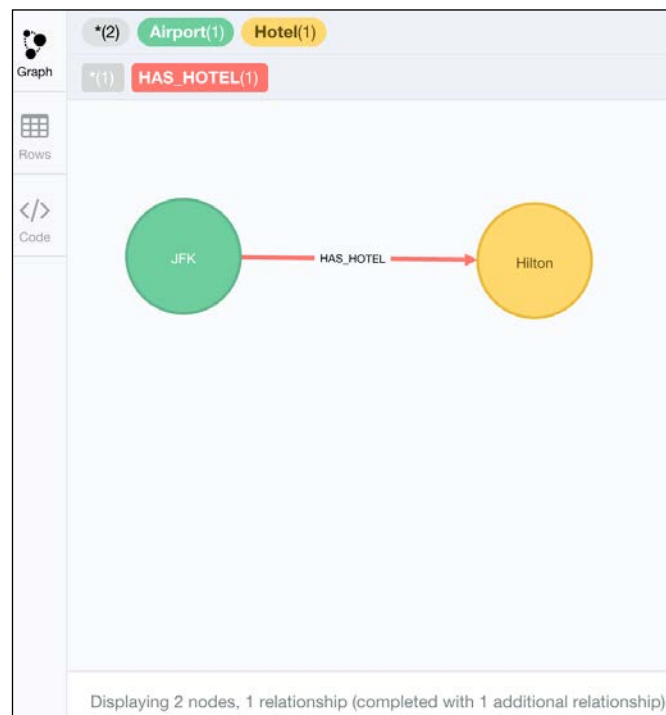 *(2) Airport(1) Hotel(1)
Graph
*(1) HAS_HOTEL(1)
Rows
</>
Code
JFK HAS_HOTEL Hilton
Displaying 2 nodes, 1 relationship (completed with 1 additional relationship)